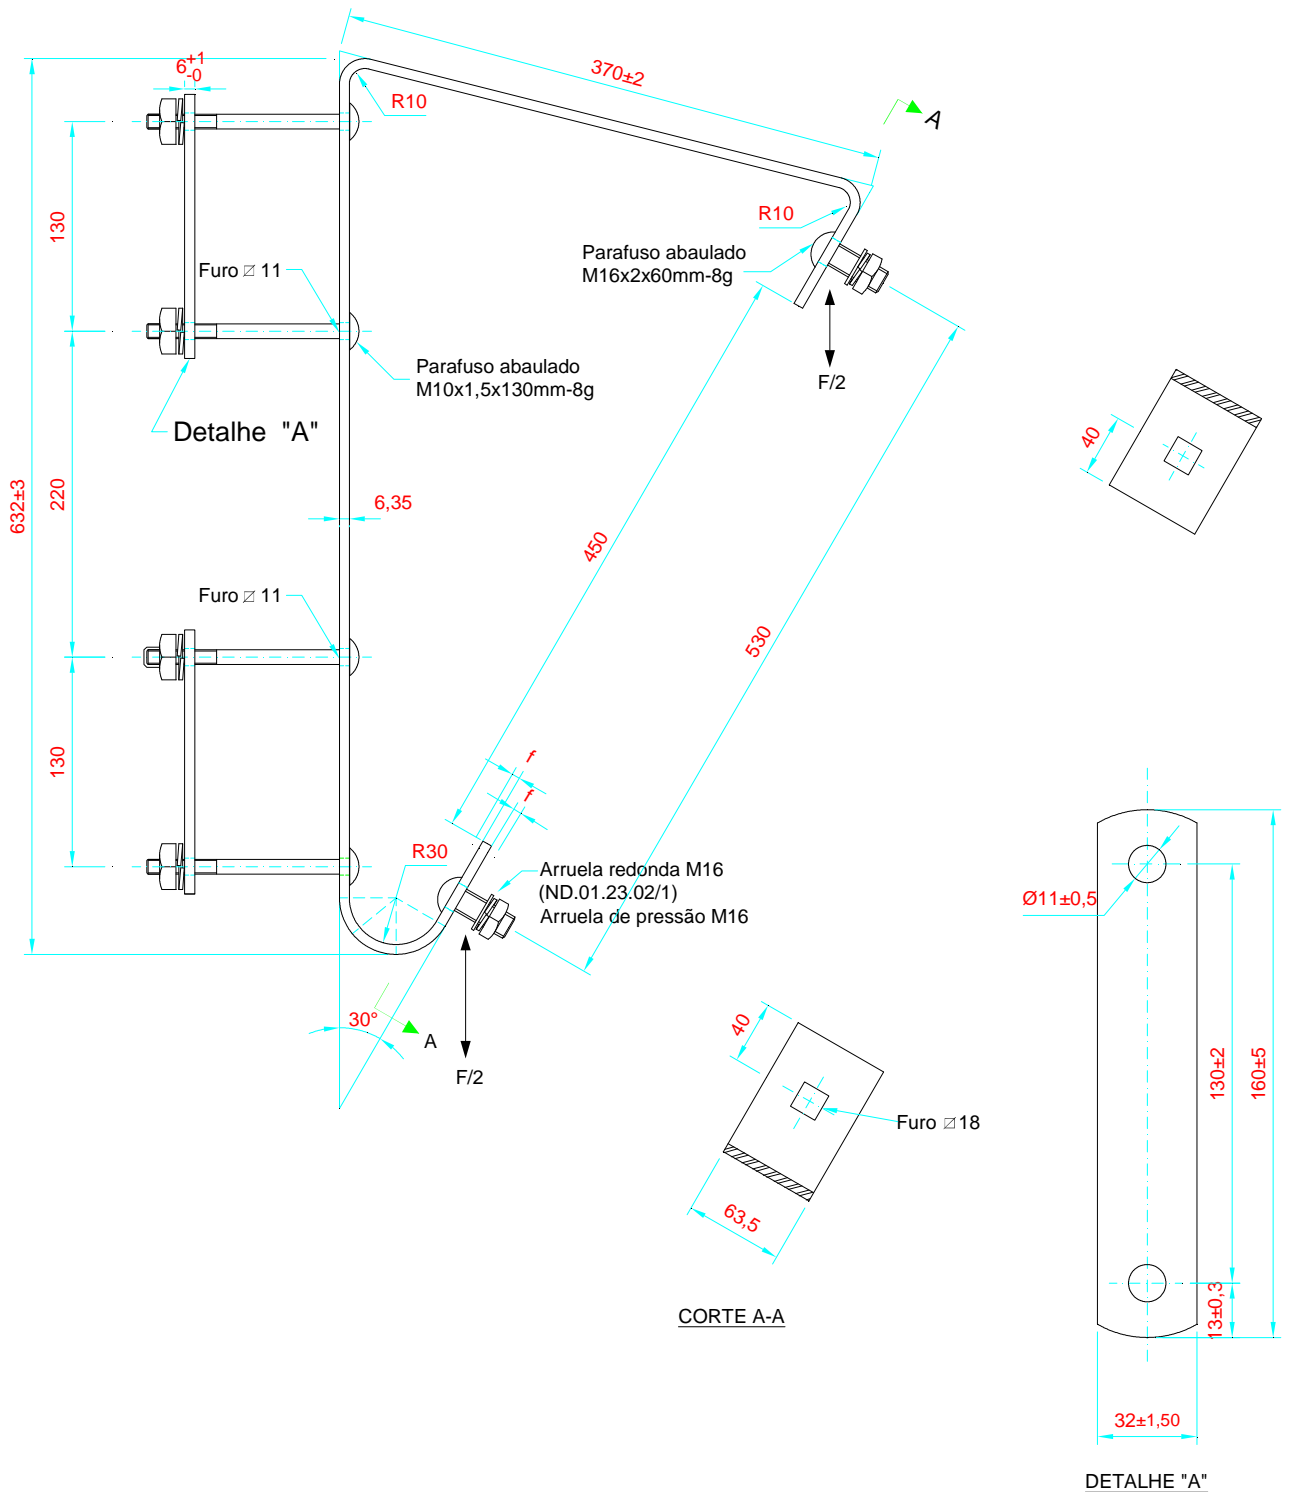 6+1
-0
370±2
R10
A
R10
Parafuso abaulado
M16x2x60mm-8g
130
Furo ⌀ 11
Parafuso abaulado
M10x1,5x130mm-8g
F/2
Detalhe "A"
40
632±3
220
6,35
450
Furo ⌀ 11
530
130
f
f
R30
Arruela redonda M16
(ND.01.23.02/1)
Arruela de pressão M16
Ø11±0,5
30°
A
F/2
40
Furo ⌀18
130±2
160±5
63,5
13±0,3
CORTE A-A
32±1,50
DETALHE "A"